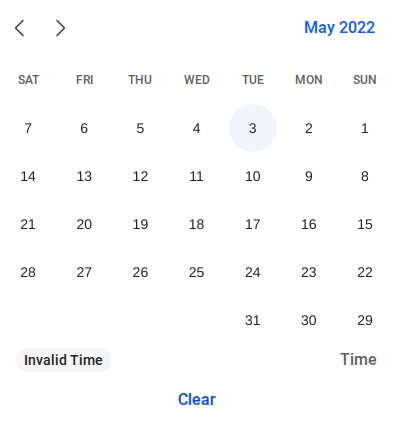 May 2022
SAT FRI THU WED TUE MON SUN
7 6 5 4 3 2 1
14 13 12 11 10 9 8
21 20 19 18 17 16 15
28 27 26 25 24 23 22
31 30 29
Invalid Time Time
Clear